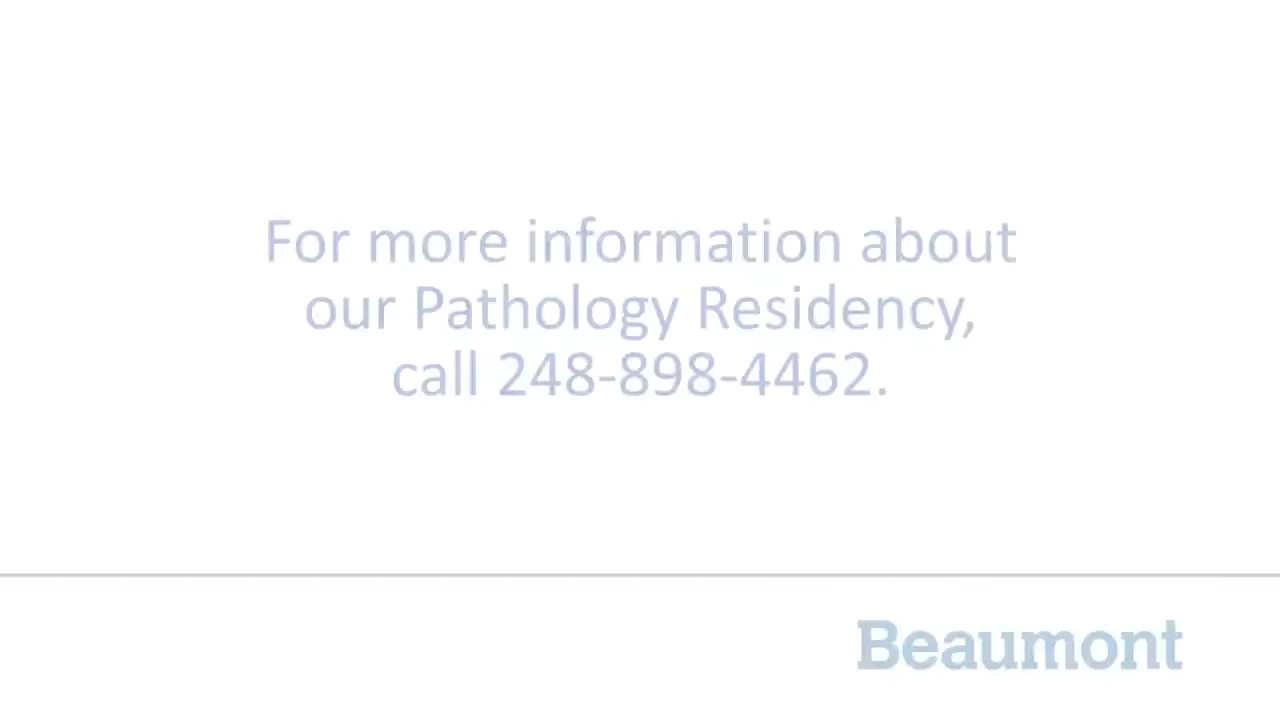 For more information about
our Pathology Residency,
call 248-898-4462.
Beaumont